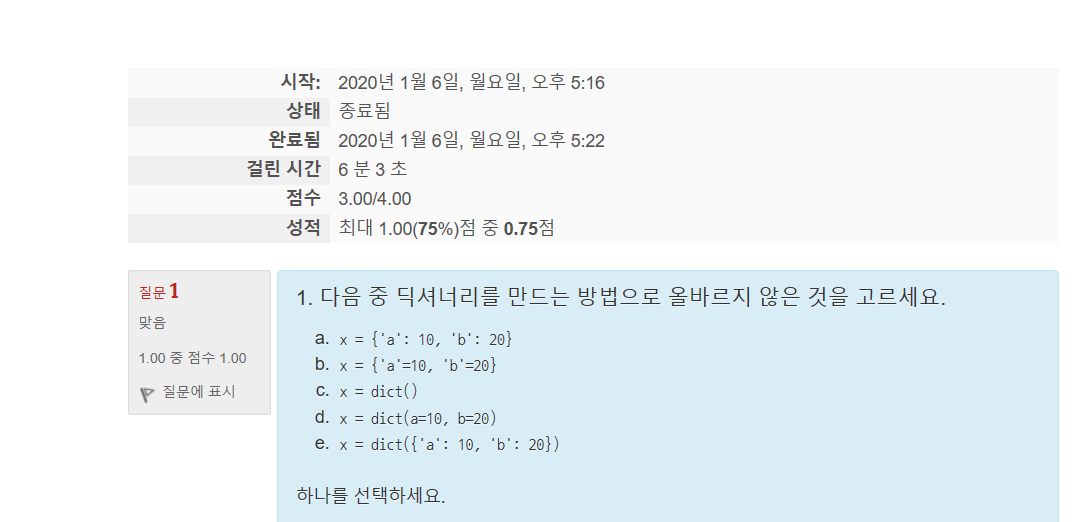 시작: 2020년 1월 6일, 월요일, 오후 5:16
상태 종료됨
완료됨 2020년 1월 6일, 월요일, 오후 5:22
걸린 시간 6 분 3 초
점수 3.00/4.00
성적 최대 1.00(75%)점 중 0.75점
질문 1
맞음
1.00 중 점수 1.00
질문에 표시
1. 다음 중 딕셔너리를 만드는 방법으로 올바르지 않은 것을 고르세요.
a. x = {'a': 10, 'b': 20}
b. x = {'a'=10, 'b'=20}
c. x = dict()
d. x = dict(a=10, b=20)
e. x = dict({'a': 10, 'b': 20})
하나를 선택하세요.